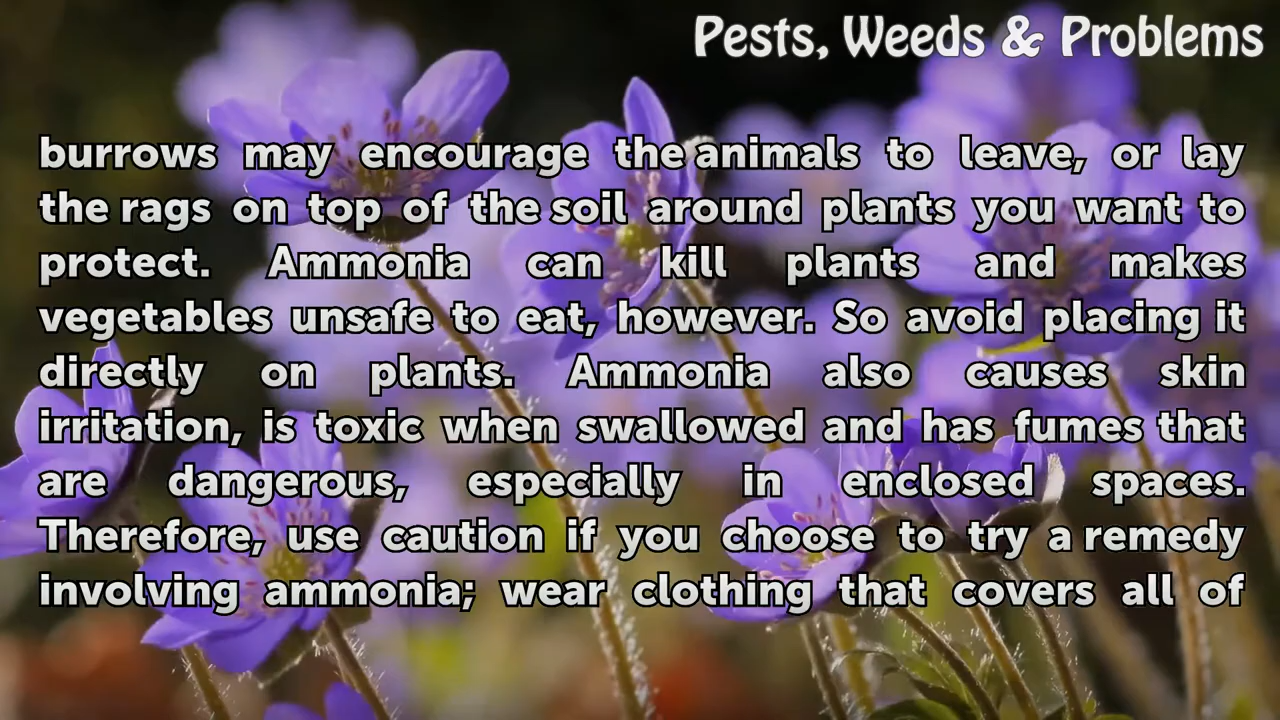 Pests, Weeds & Problems
burrows may encourage the animals to leave, or lay
the rags on top of the soil around plants you want to
protect. Ammonia can kill plants and makes
vegetables unsafe to eat, however. So avoid placing it
directly on plants. Ammonia also causes skin
irritation, is toxic when swallowed and has fumes that
are dangerous, especially in enclosed spaces.
Therefore, use caution if you choose to try a remedy
involving ammonia; wear clothing that covers all of